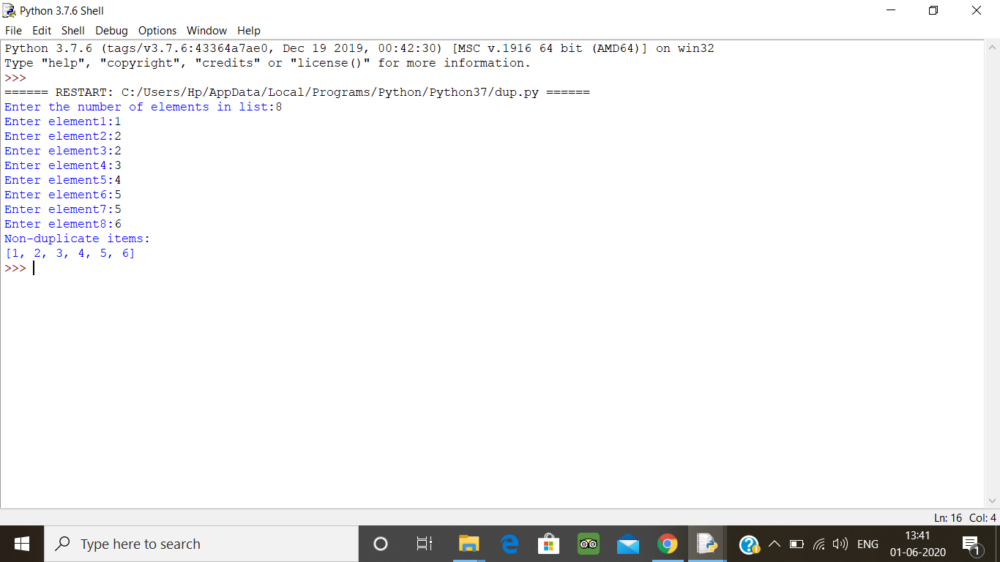 Python 3.7.6 Shell
File Edit Shell Debug Options Window Help
Python 3.7.6 (tags/v3.7.6:43364a7ae0, Dec 19 2019, 00:42:30) [MSC v.1916 64 bit (AMD64)] on win32
Type "help", "copyright", "credits" or "license()" for more information.
>>>
====== RESTART: C:/Users/Hp/AppData/Local/Programs/Python/Python37/dup.py ======
Enter the number of elements in list:8
Enter element1:1
Enter element2:2
Enter element3:2
Enter element4:3
Enter element5:4
Enter element6:5
Enter element7:5
Enter element8:6
Non-duplicate items:
[1, 2, 3, 4, 5, 6]
>>>
Ln: 16 Col: 4
Type here to search
ENG
13:41
01-06-2020
1